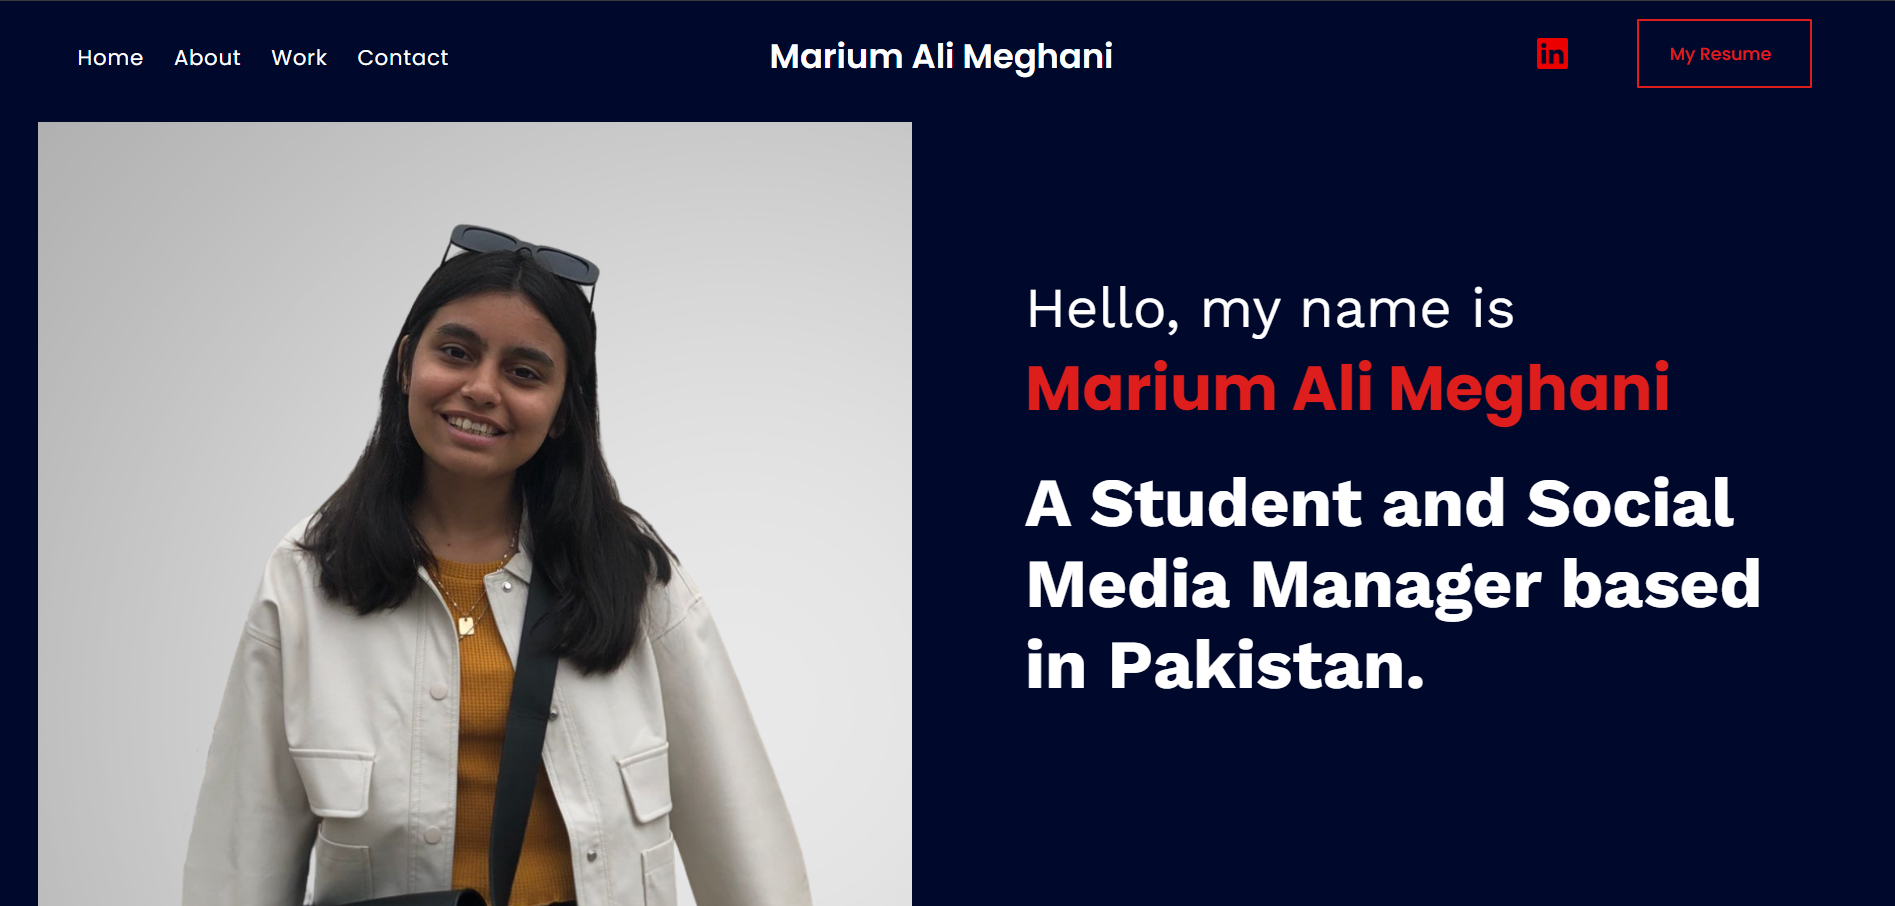 Home About Work Contact
Marium Ali Meghani
in
My Resume
Hello, my name is
Marium Ali Meghani
A Student and Social
Media Manager based
in Pakistan.